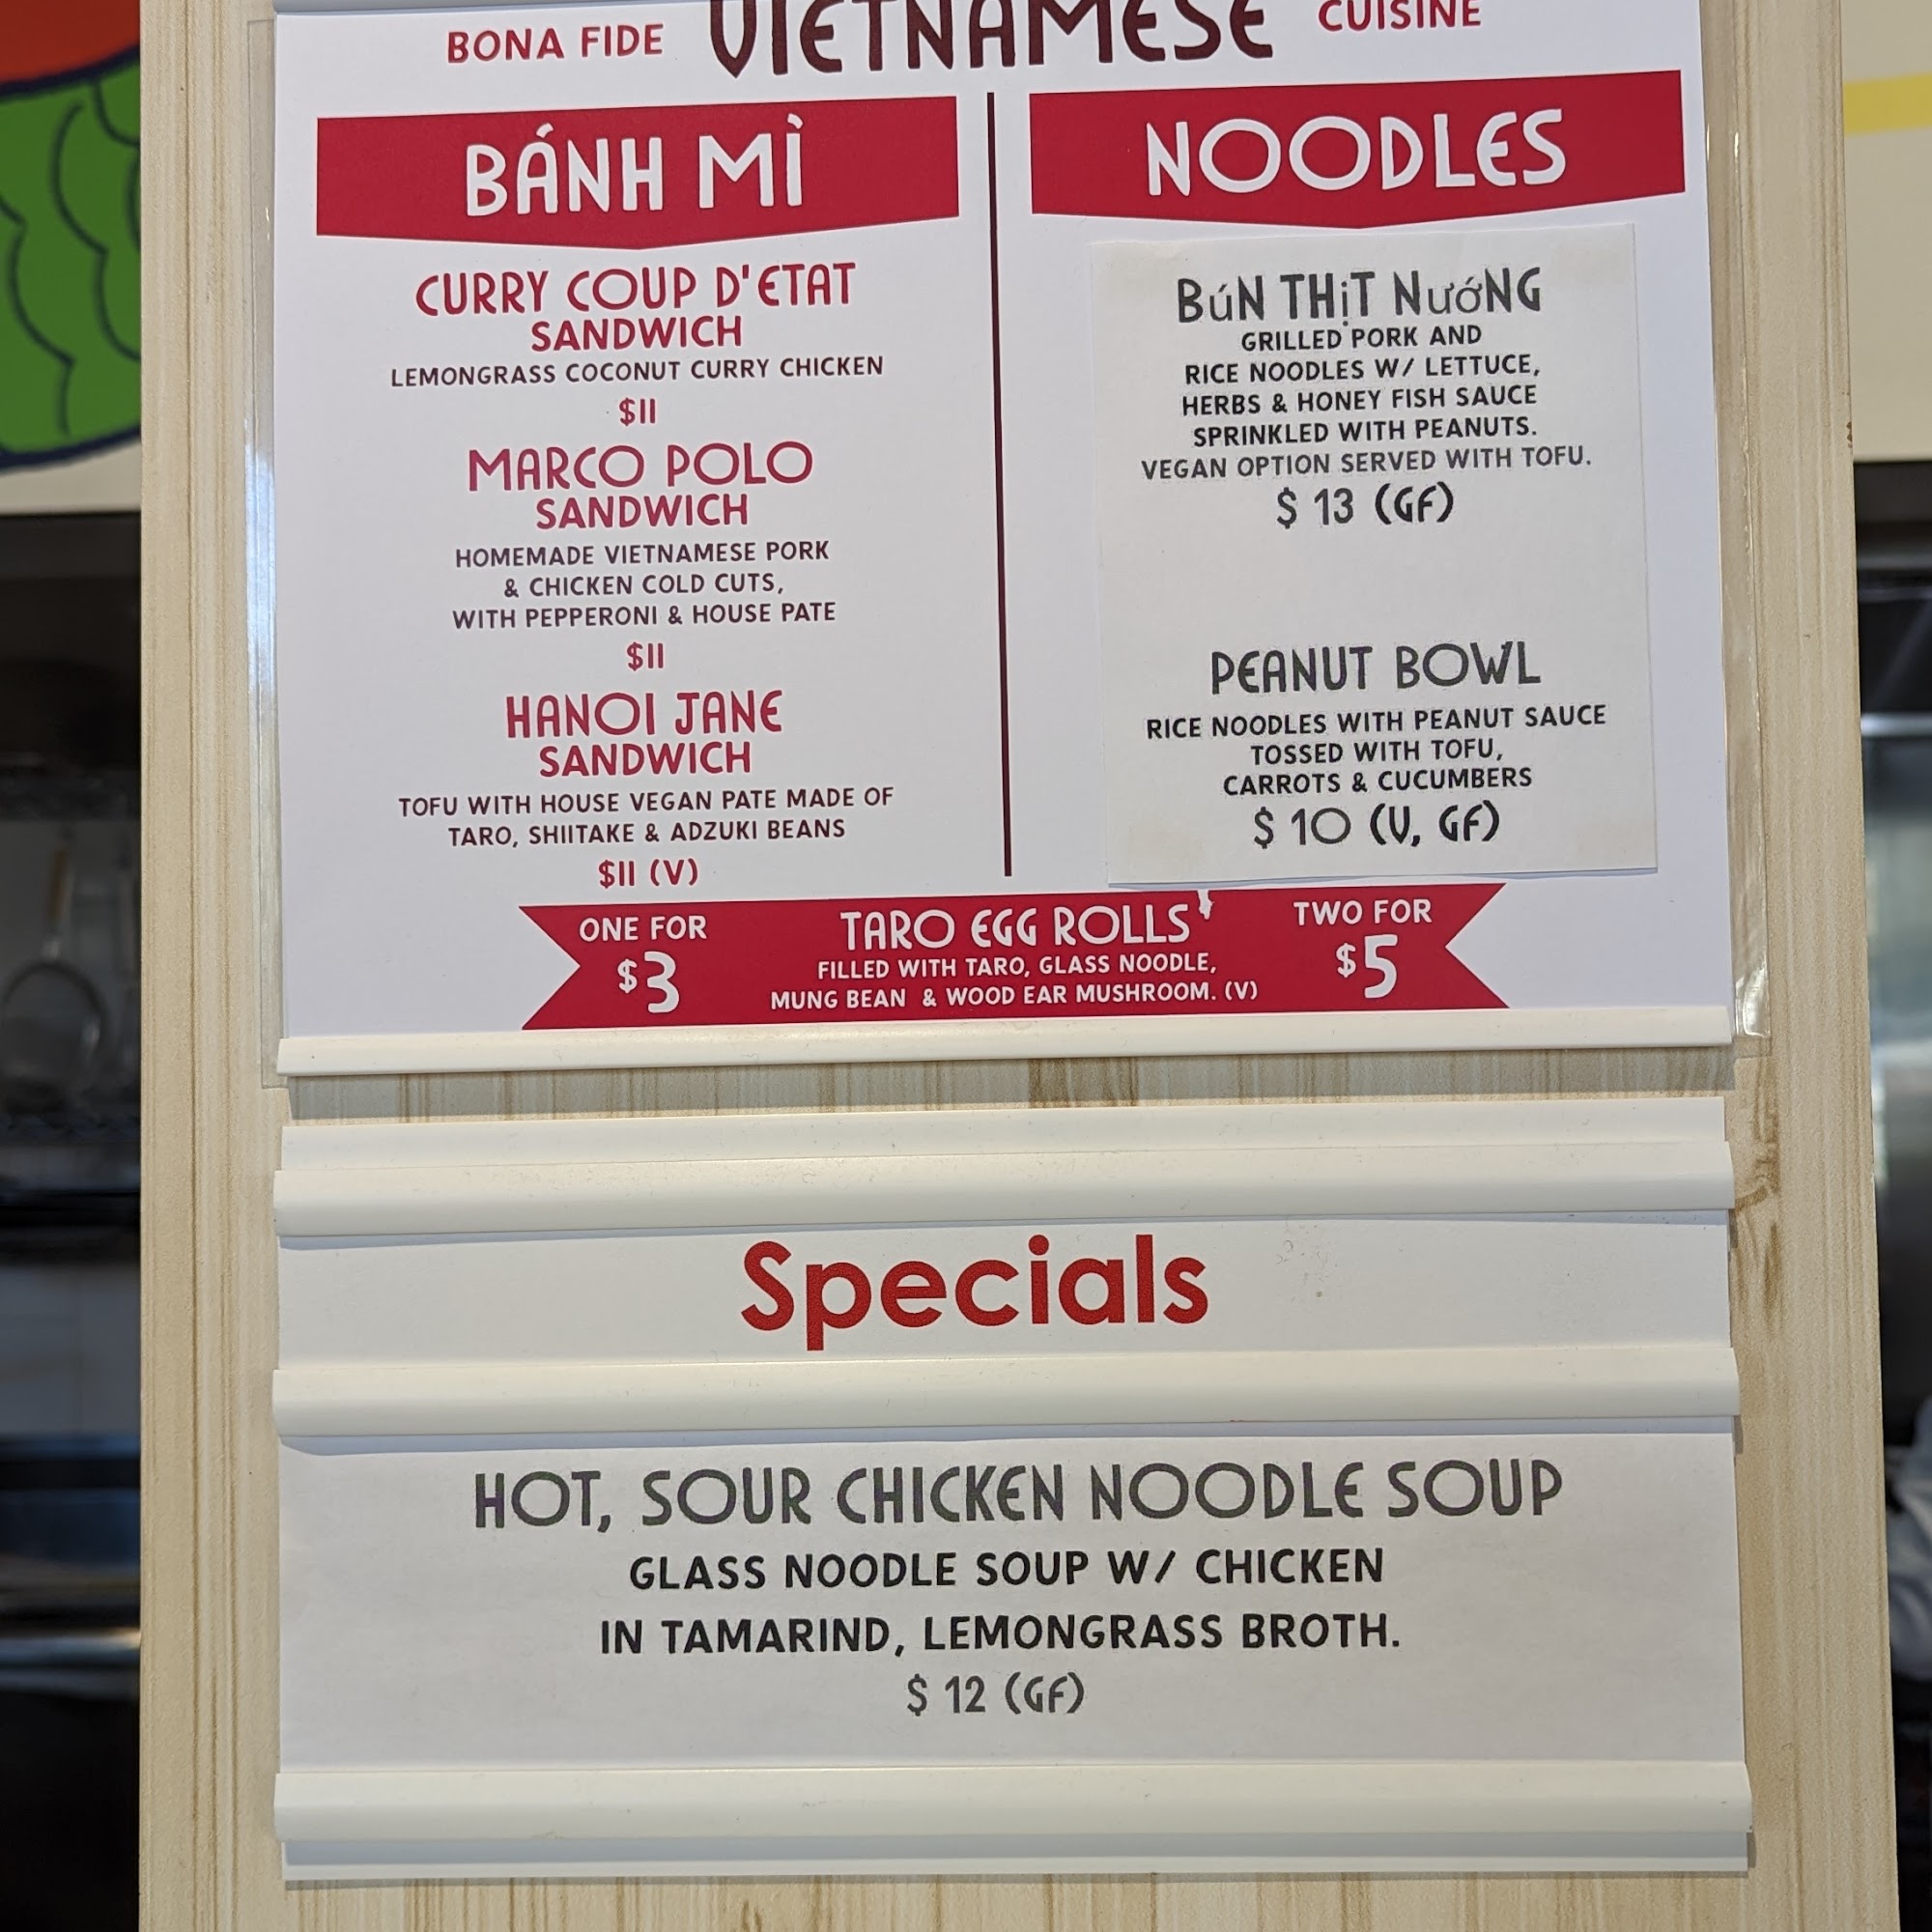 BONA FIDE VIETNAMESE CUISINE
BÁNH MÌ
CURRY COUP D'ETAT
SANDWICH
LEMONGRASS COCONUT CURRY CHICKEN
$11
MARCO POLO
SANDWICH
HOMEMADE VIETNAMESE PORK
& CHICKEN COLD CUTS,
WITH PEPPERONI & HOUSE PATE
$11
HANOI JANE
SANDWICH
TOFU WITH HOUSE VEGAN PATE MADE OF
TARO, SHIITAKE & ADZUKI BEANS
$11 (V)
NOODLES
BúN THịT NướNG
GRILLED PORK AND
RICE NOODLES W/ LETTUCE,
HERBS & HONEY FISH SAUCE
SPRINKLED WITH PEANUTS.
VEGAN OPTION SERVED WITH TOFU.
$ 13 (GF)
PEANUT BOWL
RICE NOODLES WITH PEANUT SAUCE
TOSSED WITH TOFU,
CARROTS & CUCUMBERS
$ 10 (V, GF)
ONE FOR
$3
TARO EGG ROLLS
FILLED WITH TARO, GLASS NOODLE,
MUNG BEAN & WOOD EAR MUSHROOM. (V)
TWO FOR
$5
Specials
HOT, SOUR CHICKEN NOODLE SOUP
GLASS NOODLE SOUP W/ CHICKEN
IN TAMARIND, LEMONGRASS BROTH.
$ 12 (GF)